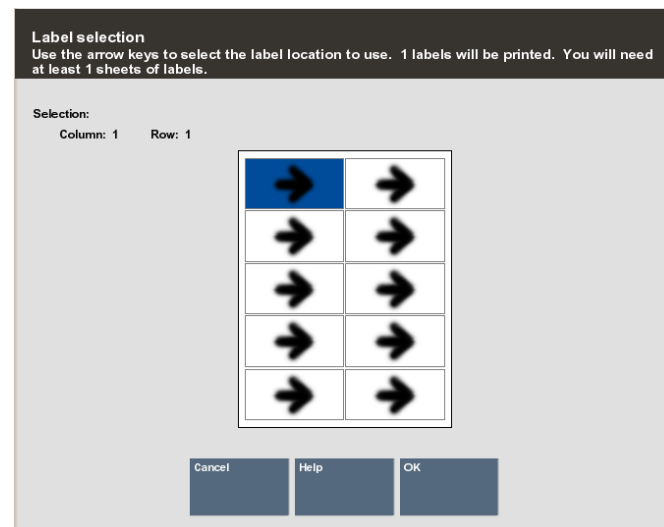 Label selection
Use the arrow keys to select the label location to use.  1 labels will be printed.  You will need
at least 1 sheets of labels.
Selection:
Column: 1 Row: 1
Cancel Help OK